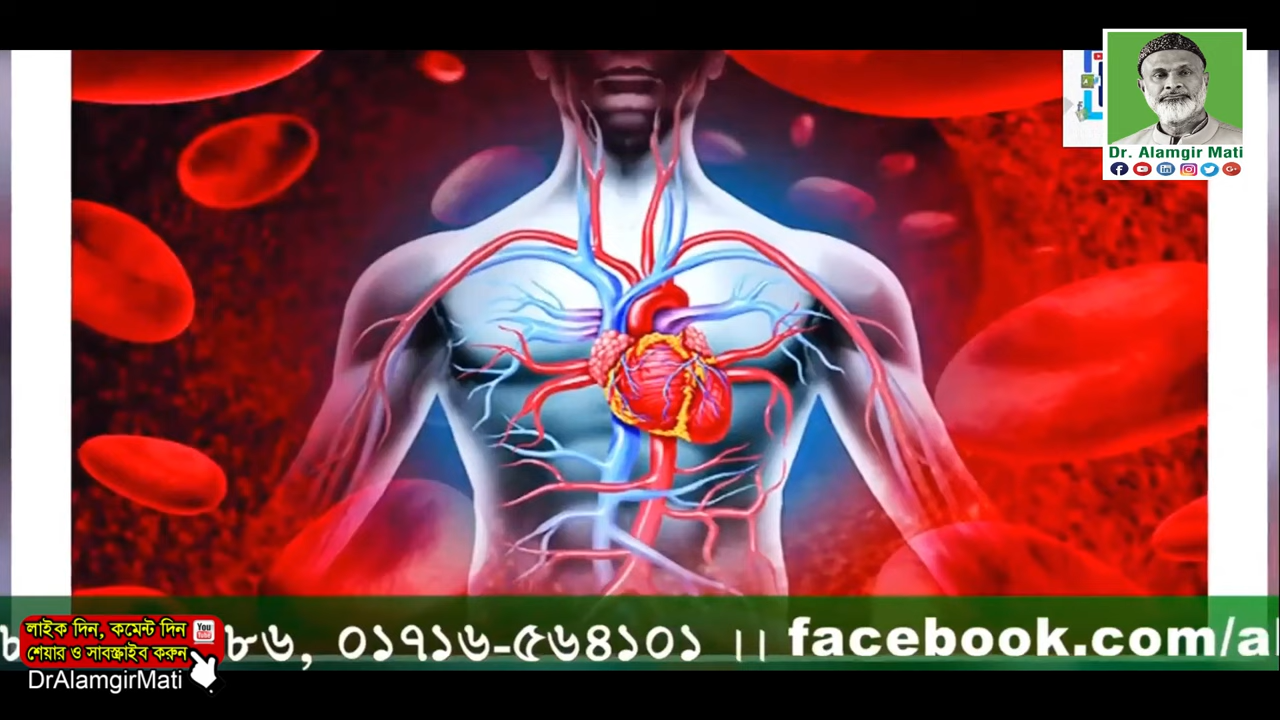 Dr. Alamgir Mati
৮৬, ০১৭১৬-৫৬৪১০১ ।। facebook.com/al
লাইক দিন, কমেন্ট দিন
শেয়ার ও সাবস্ক্রাইব করুন
DrAlamgirMati